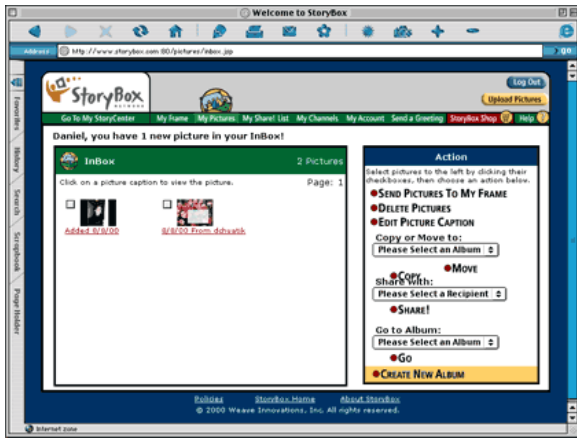 Welcome to StoryBox
Address
http://www.storybox.com:80/pictures/inbox.jsp
go
Favorites
History
Search
Scrapbook
Page Holder
StoryBox
NETWORK
Log Out
Upload Pictures
Go To My StoryCenter My Frame My Pictures My Share! List My Channels My Account Send a Greeting StoryBox Shop Help
Daniel, you have 1 new picture in your InBox!
InBox 2 Pictures
Click on a picture caption to view the picture. Page: 1
Added 8/8/00 8/8/00 From dchyatik
Action
Select pictures to the left by clicking their
checkboxes, then choose an action below.
SEND PICTURES TO MY FRAME
DELETE PICTURES
EDIT PICTURE CAPTION
Copy or Move to:
Please Select an Album
COPY MOVE
Share with:
Please Select a Recipient
SHARE!
Go to Album:
Please Select an Album
GO
CREATE NEW ALBUM
Policies StoryBox Home About StoryBox
© 2000 Weave Innovations, Inc. All rights reserved.
Internet zone